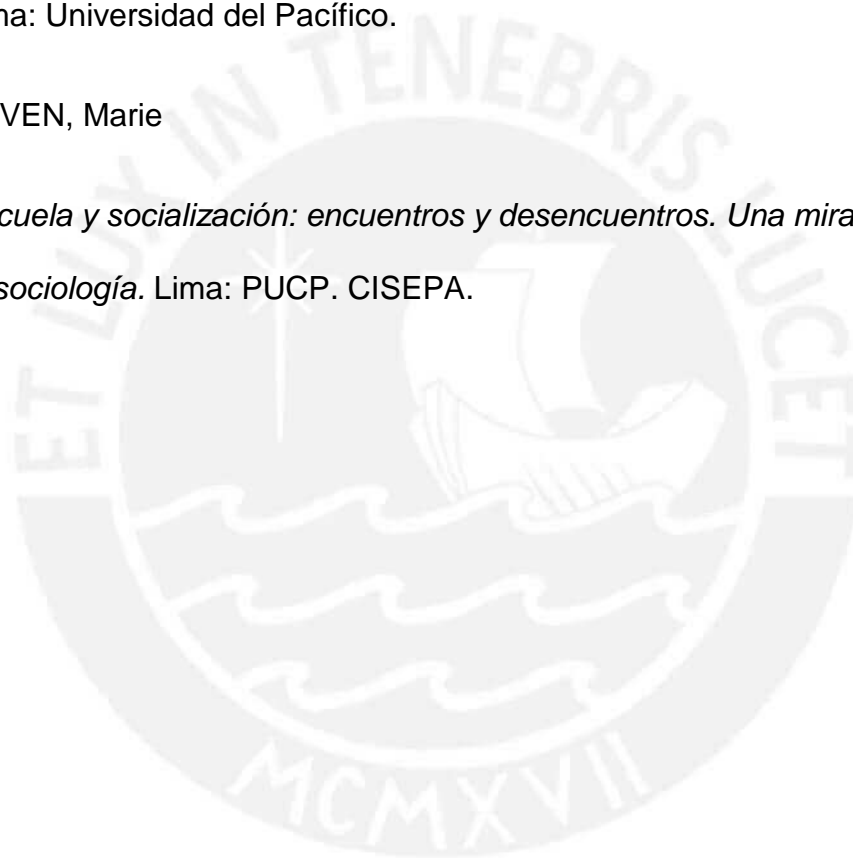 na: Universidad del Pacífico.
VEN, Marie
cuela y socialización: encuentros y desencuentros. Una mira
sociología. Lima: PUCP. CISEPA.
ET LUX IN TENEBRIS LUCET
MCMXVII